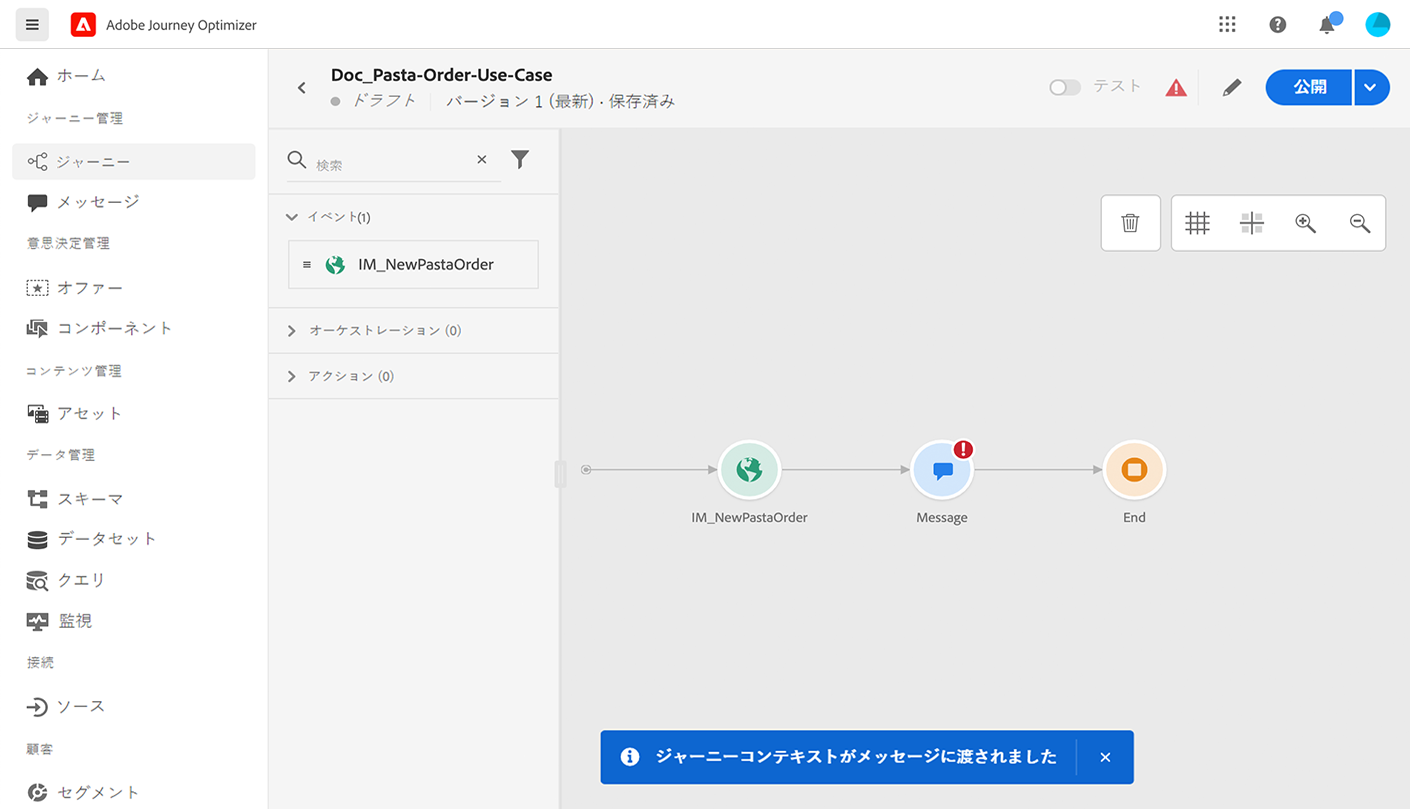 Adobe Journey Optimizer
ホーム
ジャーニー管理
ジャーニー
メッセージ
意思決定管理
オファー
コンポーネント
コンテンツ管理
アセット
データ管理
スキーマ
データセット
クエリ
監視
接続
ソース
顧客
セグメント
Doc_Pasta-Order-Use-Case
ドラフト バージョン 1 (最新) · 保存済み
テスト
公開
検索
イベント(1)
IM_NewPastaOrder
オーケストレーション (0)
アクション (0)
IM_NewPastaOrder
Message
End
ジャーニーコンテキストがメッセージに渡されました